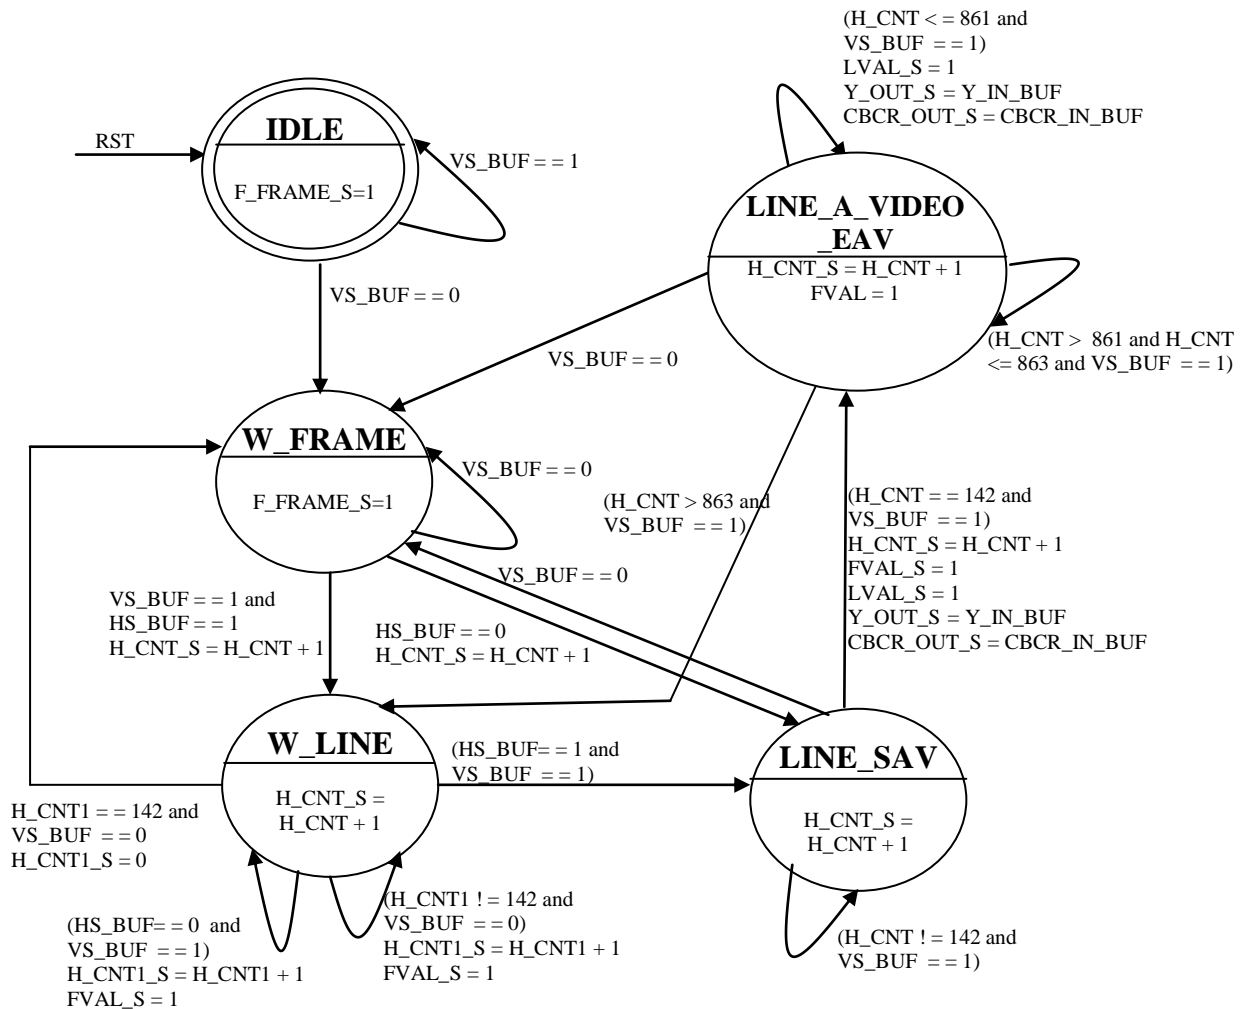 (H_CNT < = 861 and
VS_BUF = = 1)
LVAL_S = 1
Y_OUT_S = Y_IN_BUF
CBCR_OUT_S = CBCR_IN_BUF
RST
IDLE
F_FRAME_S=1
VS_BUF = = 1
VS_BUF = = 0
LINE_A_VIDEO
_EAV
H_CNT_S = H_CNT + 1
FVAL = 1
(H_CNT > 861 and H_CNT
<= 863 and VS_BUF = = 1)
VS_BUF = = 0
W_FRAME
F_FRAME_S=1
VS_BUF = = 0
(H_CNT > 863 and
VS_BUF = = 1)
(H_CNT = = 142 and
VS_BUF = = 1)
H_CNT_S = H_CNT + 1
FVAL_S = 1
LVAL_S = 1
Y_OUT_S = Y_IN_BUF
CBCR_OUT_S = CBCR_IN_BUF
VS_BUF = = 0
VS_BUF = = 1 and
HS_BUF = = 1
H_CNT_S = H_CNT + 1
HS_BUF = = 0
H_CNT_S = H_CNT + 1
W_LINE
H_CNT_S =
H_CNT + 1
(HS_BUF= = 1 and
VS_BUF = = 1)
LINE_SAV
H_CNT_S =
H_CNT + 1
H_CNT1 = = 142 and
VS_BUF = = 0
H_CNT1_S = 0
(HS_BUF= = 0 and
VS_BUF = = 1)
H_CNT1_S = H_CNT1 + 1
FVAL_S = 1
(H_CNT1 ! = 142 and
VS_BUF = = 0)
H_CNT1_S = H_CNT1 + 1
FVAL_S = 1
(H_CNT ! = 142 and
VS_BUF = = 1)